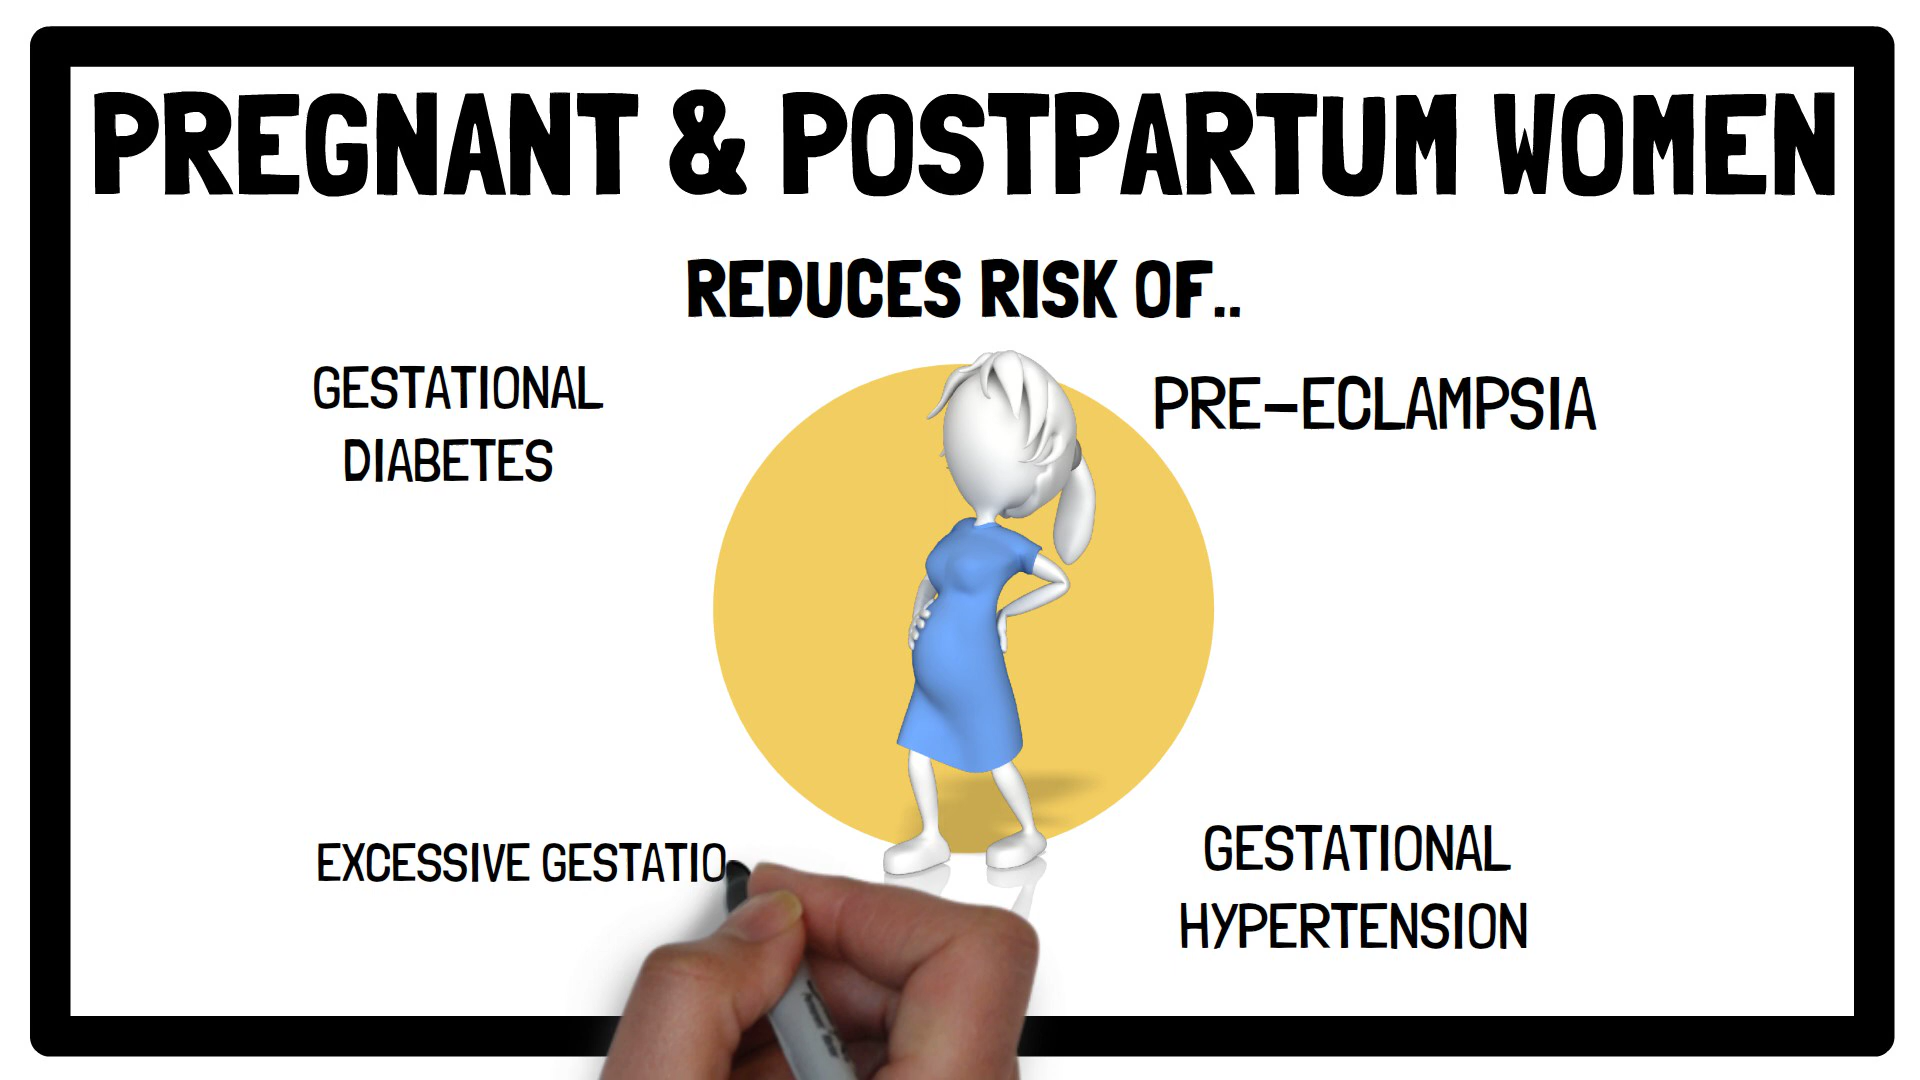 PREGNANT & POSTPARTUM WOMEN
REDUCES RISK OF..
GESTATIONAL
DIABETES
PRE-ECLAMPSIA
EXCESSIVE GESTATIO
GESTATIONAL
HYPERTENSION